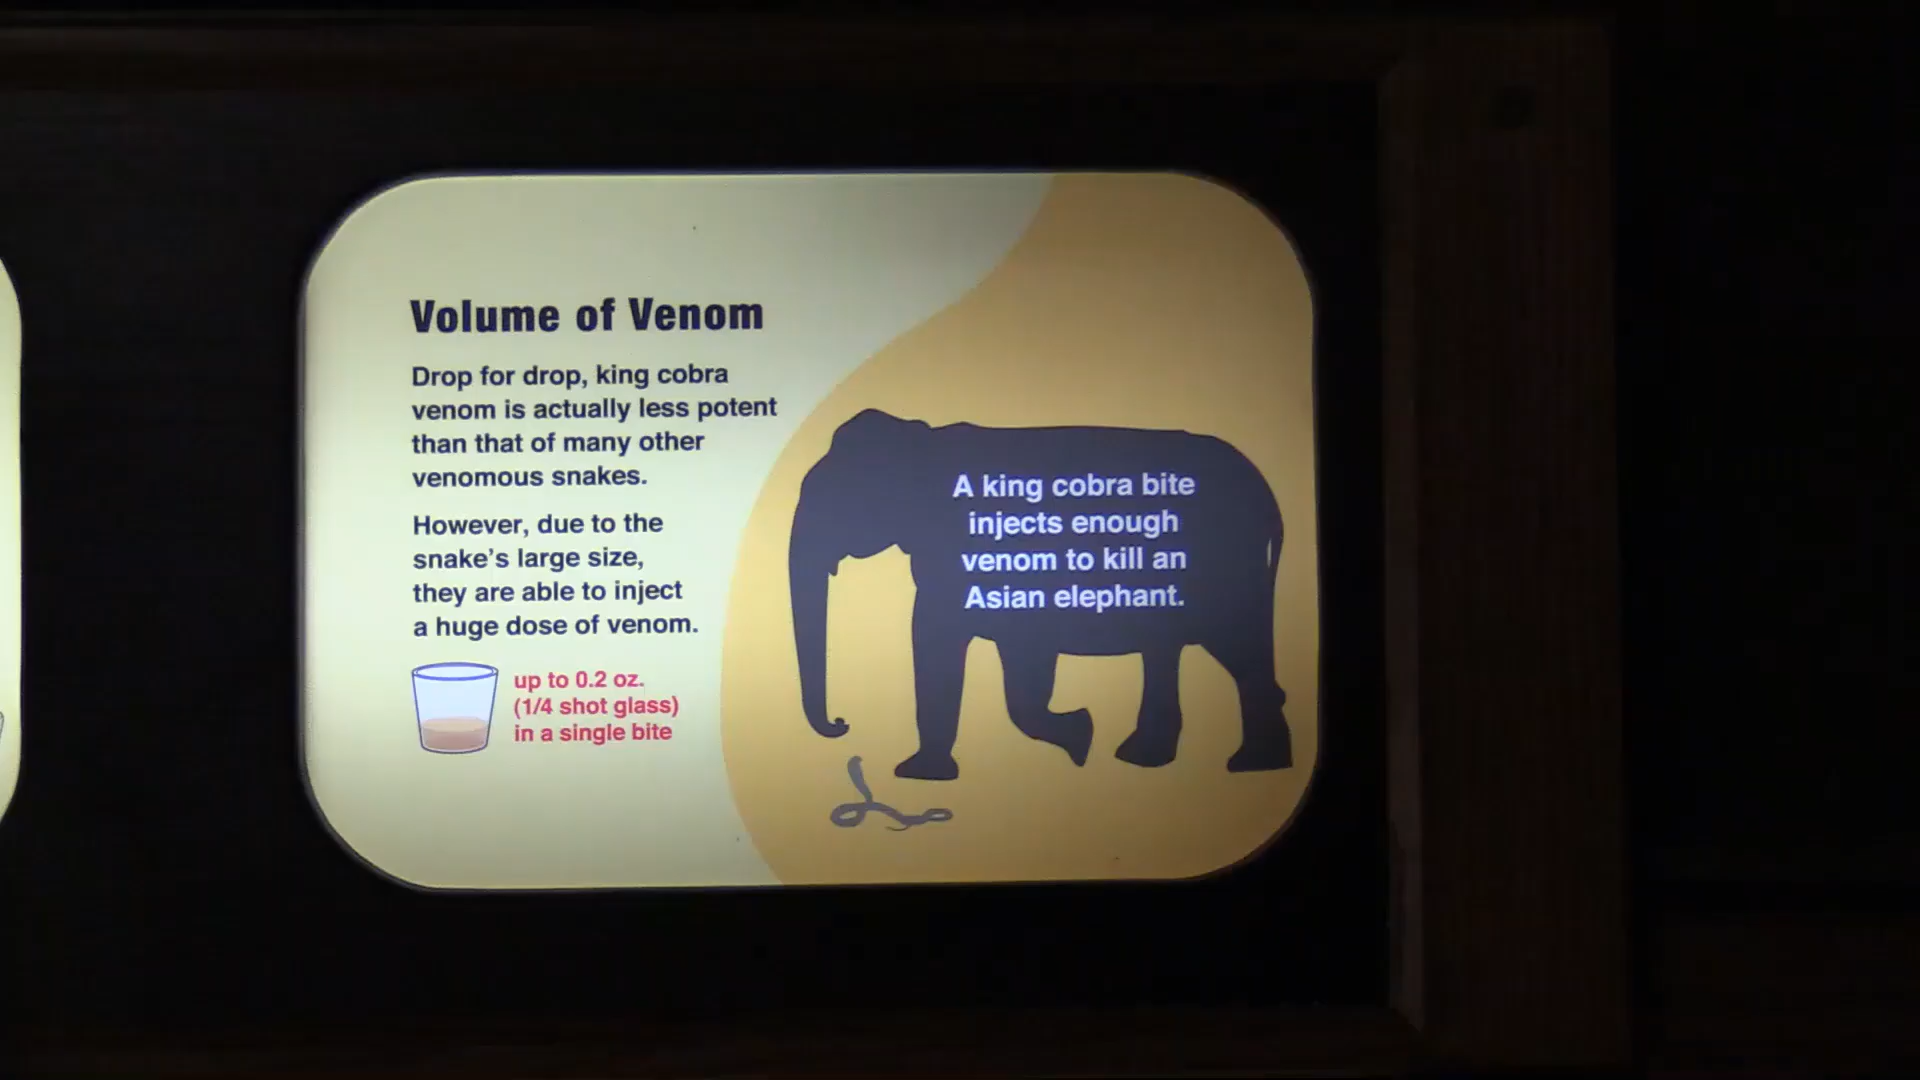 Volume of Venom
Drop for drop, king cobra
venom is actually less potent
than that of many other
venomous snakes.
However, due to the
snake's large size,
they are able to inject
a huge dose of venom.
up to 0.2 oz.
(1/4 shot glass)
in a single bite
A king cobra bite
injects enough
venom to kill an
Asian elephant.